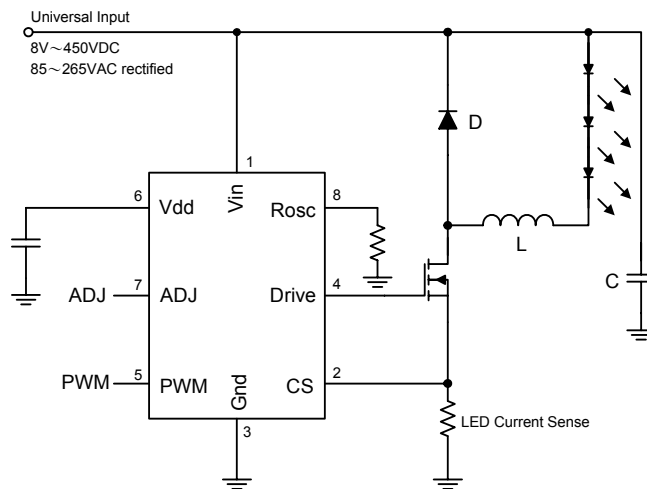 Universal Input
8V～450VDC
85～265VAC rectified
D
1
6
Vdd
Vin
Rosc
8
L
C
ADJ
7
ADJ
Drive
4
PWM
5
PWM
Gnd
CS
2
3
LED Current Sense